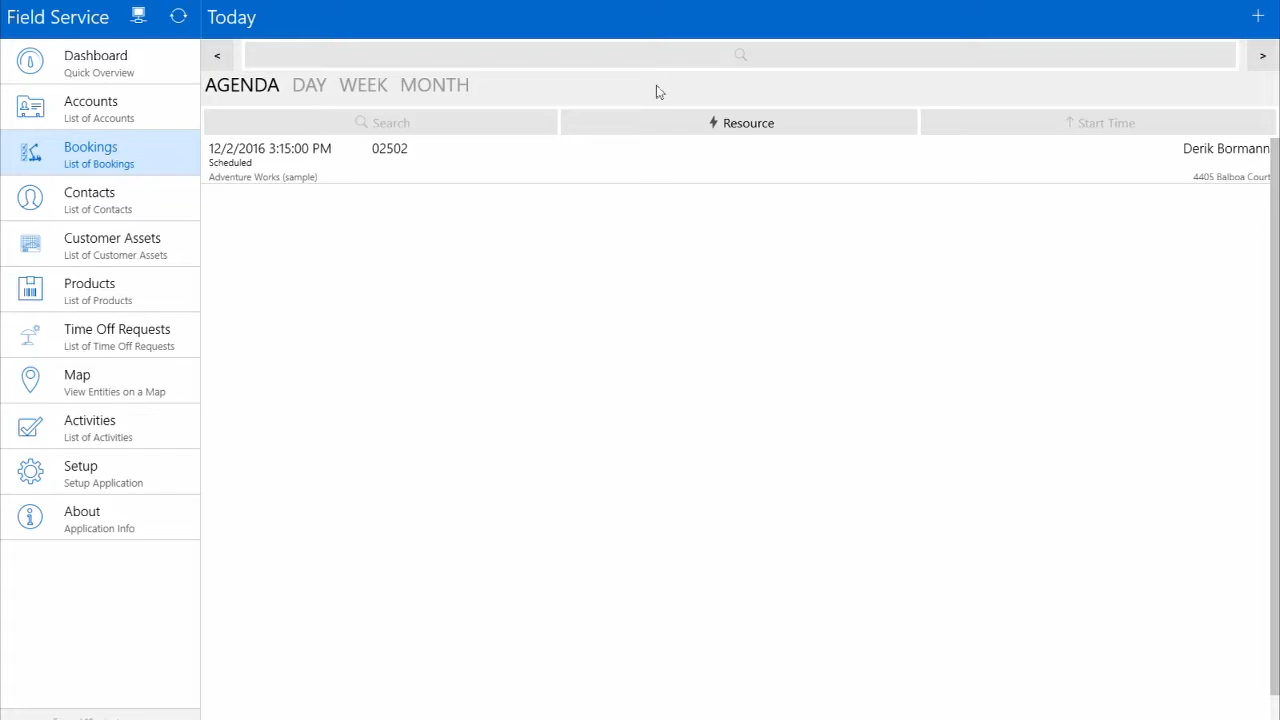 Field Service
Today
+
Dashboard
Quick Overview
Accounts
List of Accounts
Bookings
List of Bookings
Contacts
List of Contacts
Customer Assets
List of Customer Assets
Products
List of Products
Time Off Requests
List of Time Off Requests
Map
View Entities on a Map
Activities
List of Activities
Setup
Setup Application
About
Application Info
< >
AGENDA DAY WEEK MONTH
Search Resource Start Time
12/2/2016 3:15:00 PM 02502 Derik Bormann
Scheduled
Adventure Works (sample) 4405 Balboa Court